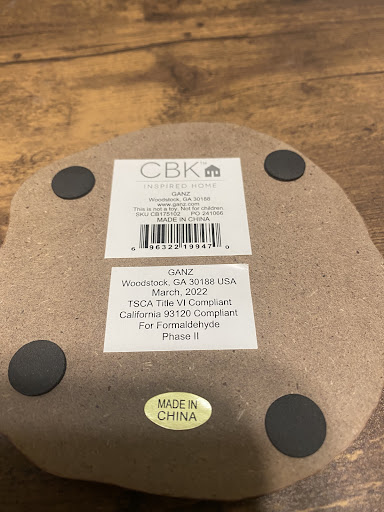 CBK™
INSPIRED HOME
GANZ
Woodstock, GA 30188
www.ganz.com
This is not a toy. Not for children.
SKU CB175102 PO 241066
MADE IN CHINA
6 96322 19947 0
GANZ
Woodstock, GA 30188 USA
March, 2022
TSCA Title VI Compliant
California 93120 Compliant
For Formaldehyde
Phase II
MADE IN
CHINA